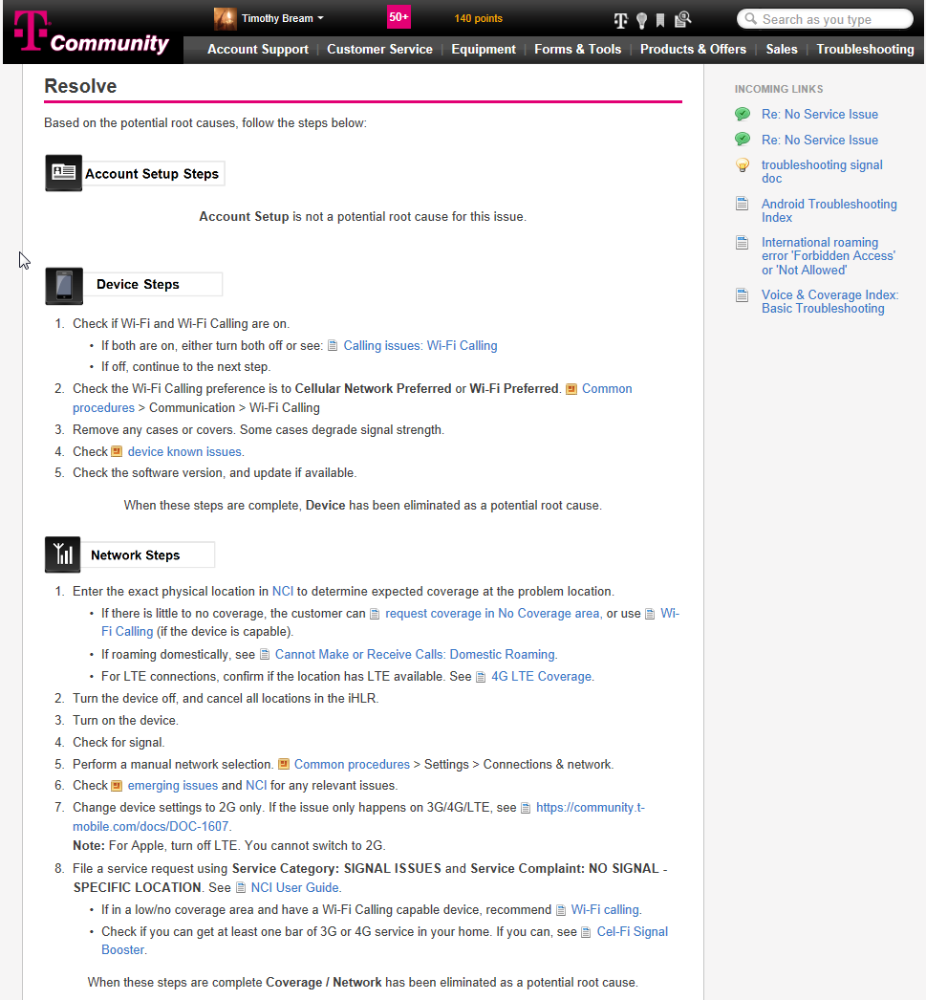 T
Community
Timothy Bream
50+
140 points
Search as you type
Account Support
Customer Service
Equipment
Forms & Tools
Products & Offers
Sales
Troubleshooting
Resolve
Based on the potential root causes, follow the steps below:
Account Setup Steps
Account Setup is not a potential root cause for this issue.
Device Steps
1. Check if Wi-Fi and Wi-Fi Calling are on.
• If both are on, either turn both off or see: Calling issues: Wi-Fi Calling
• If off, continue to the next step.
2. Check the Wi-Fi Calling preference is to Cellular Network Preferred or Wi-Fi Preferred. Common
procedures > Communication > Wi-Fi Calling
3. Remove any cases or covers. Some cases degrade signal strength.
4. Check device known issues.
5. Check the software version, and update if available.
When these steps are complete, Device has been eliminated as a potential root cause.
Network Steps
1. Enter the exact physical location in NCI to determine expected coverage at the problem location.
• If there is little to no coverage, the customer can request coverage in No Coverage area, or use Wi-
Fi Calling (if the device is capable).
• If roaming domestically, see Cannot Make or Receive Calls: Domestic Roaming.
• For LTE connections, confirm if the location has LTE available. See 4G LTE Coverage.
2. Turn the device off, and cancel all locations in the iHLR.
3. Turn on the device.
4. Check for signal.
5. Perform a manual network selection. Common procedures > Settings > Connections & network.
6. Check emerging issues and NCI for any relevant issues.
7. Change device settings to 2G only. If the issue only happens on 3G/4G/LTE, see https://community.t-
mobile.com/docs/DOC-1607.
Note: For Apple, turn off LTE. You cannot switch to 2G.
8. File a service request using Service Category: SIGNAL ISSUES and Service Complaint: NO SIGNAL -
SPECIFIC LOCATION. See NCI User Guide.
• If in a low/no coverage area and have a Wi-Fi Calling capable device, recommend Wi-Fi calling.
• Check if you can get at least one bar of 3G or 4G service in your home. If you can, see Cel-Fi Signal
Booster.
When these steps are complete Coverage / Network has been eliminated as a potential root cause.
INCOMING LINKS
Re: No Service Issue
Re: No Service Issue
troubleshooting signal
doc
Android Troubleshooting
Index
International roaming
error 'Forbidden Access'
or 'Not Allowed'
Voice & Coverage Index:
Basic Troubleshooting